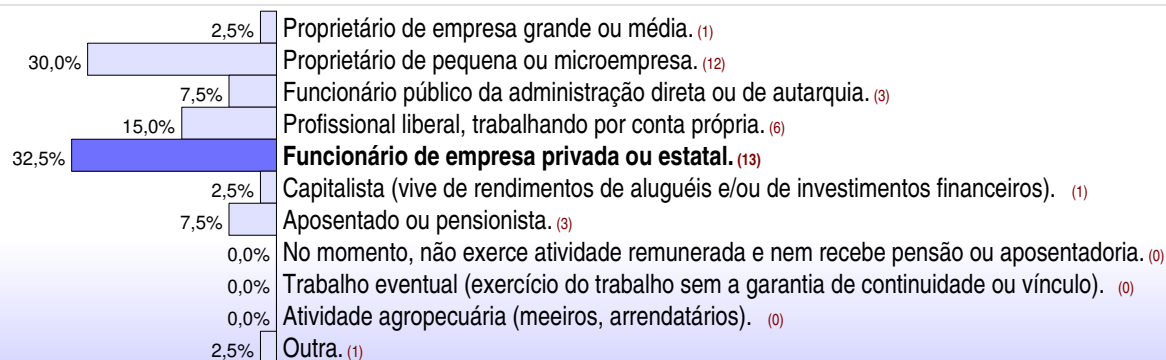 2,5% Proprietário de empresa grande ou média. (1)
30,0% Proprietário de pequena ou microempresa. (12)
7,5% Funcionário público da administração direta ou de autarquia. (3)
15,0% Profissional liberal, trabalhando por conta própria. (6)
32,5% Funcionário de empresa privada ou estatal. (13)
2,5% Capitalista (vive de rendimentos de aluguéis e/ou de investimentos financeiros). (1)
7,5% Aposentado ou pensionista. (3)
0,0% No momento, não exerce atividade remunerada e nem recebe pensão ou aposentadoria. (0)
0,0% Trabalho eventual (exercício do trabalho sem a garantia de continuidade ou vínculo). (0)
0,0% Atividade agropecuária (meeiros, arrendatários). (0)
2,5% Outra. (1)